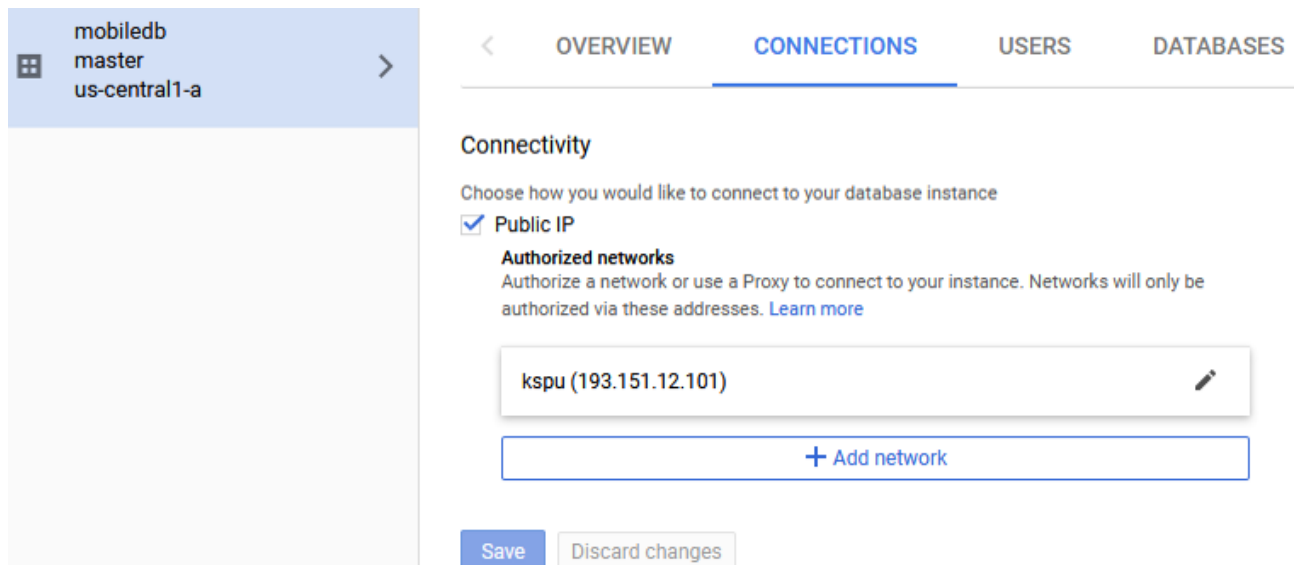 mobiledb
master
us-central1-a
OVERVIEW CONNECTIONS USERS DATABASES
Connectivity
Choose how you would like to connect to your database instance
Public IP
Authorized networks
Authorize a network or use a Proxy to connect to your instance. Networks will only be
authorized via these addresses. Learn more
kspu (193.151.12.101)
+ Add network
Save Discard changes